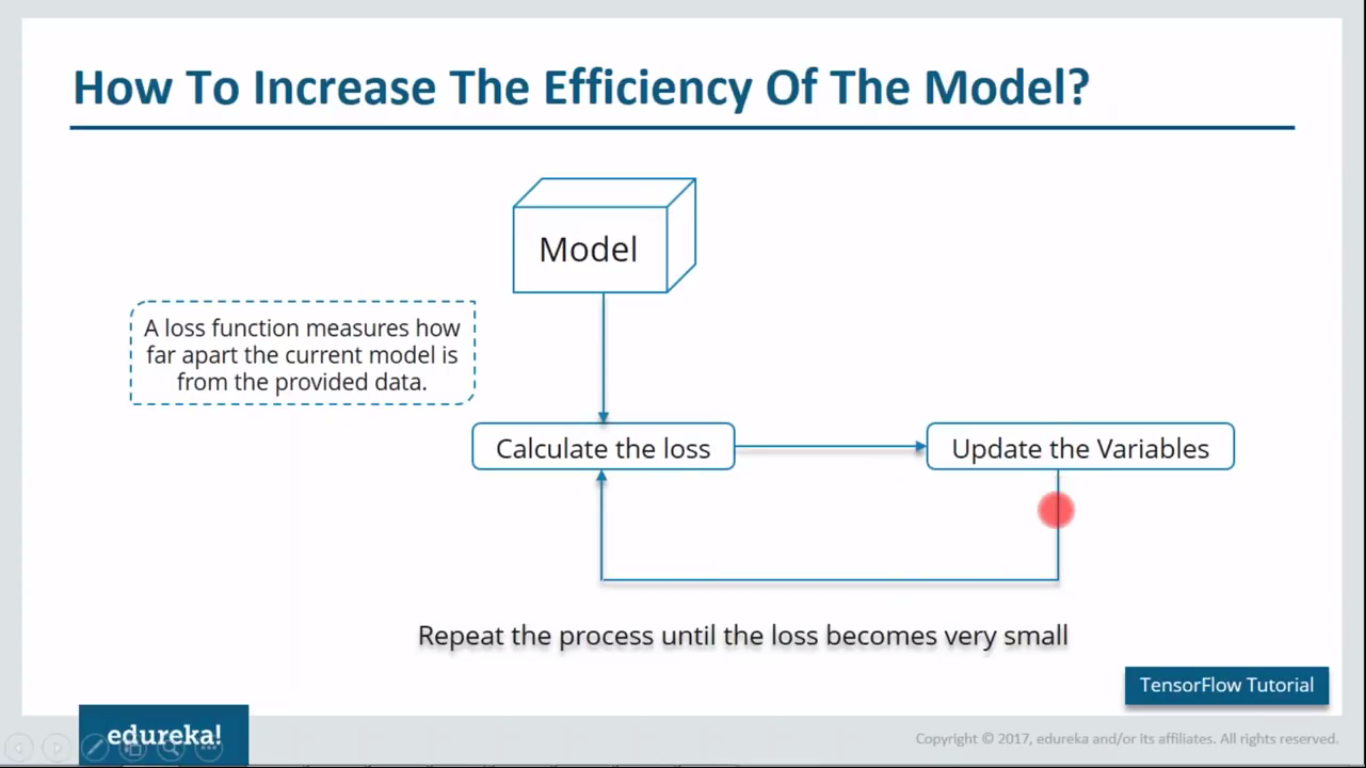 How To Increase The Efficiency Of The Model?
Model
A loss function measures how
far apart the current model is
from the provided data.
Calculate the loss
Update the Variables
Repeat the process until the loss becomes very small
TensorFlow Tutorial
edureka!
Copyright © 2017, edureka and/or its affiliates. All rights reserved.